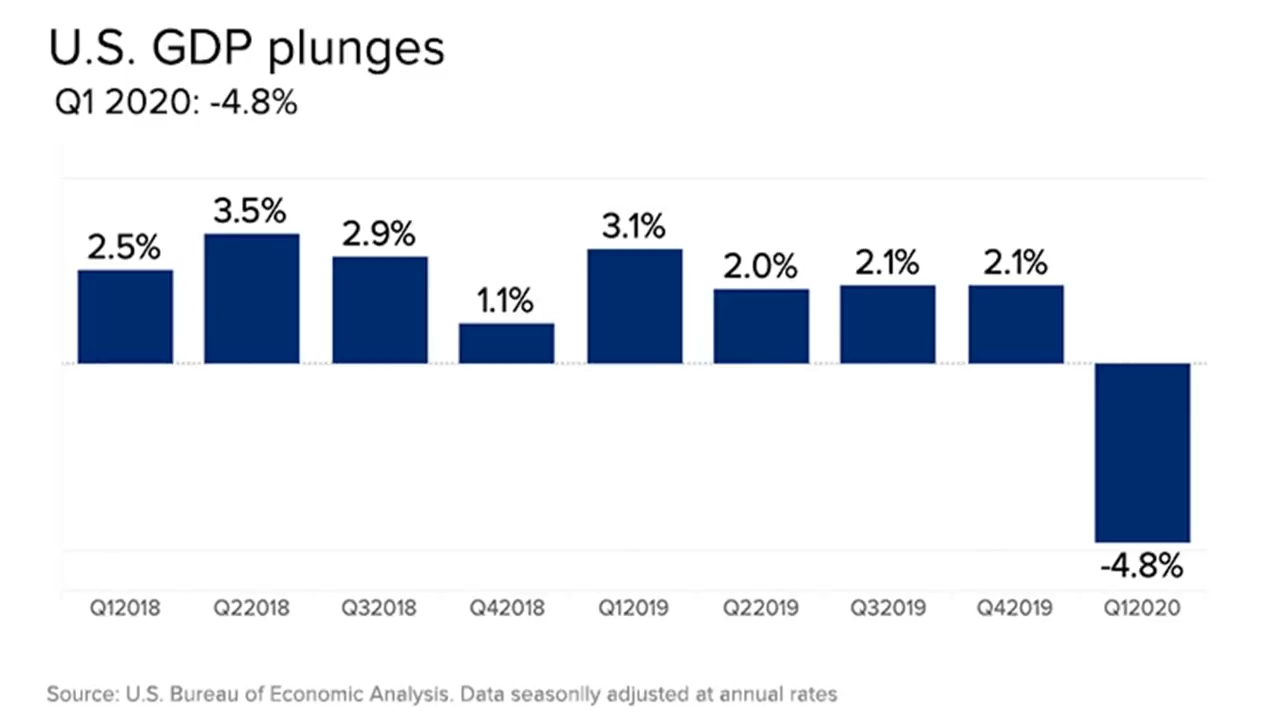 U.S. GDP plunges
Q1 2020: -4.8%
2.5%
3.5%
2.9%
1.1%
3.1%
2.0%
2.1%
2.1%
-4.8%
Q12018
Q22018
Q32018
Q42018
Q12019
Q22019
Q32019
Q42019
Q12020
Source: U.S. Bureau of Economic Analysis. Data seasonlly adjusted at annual rates